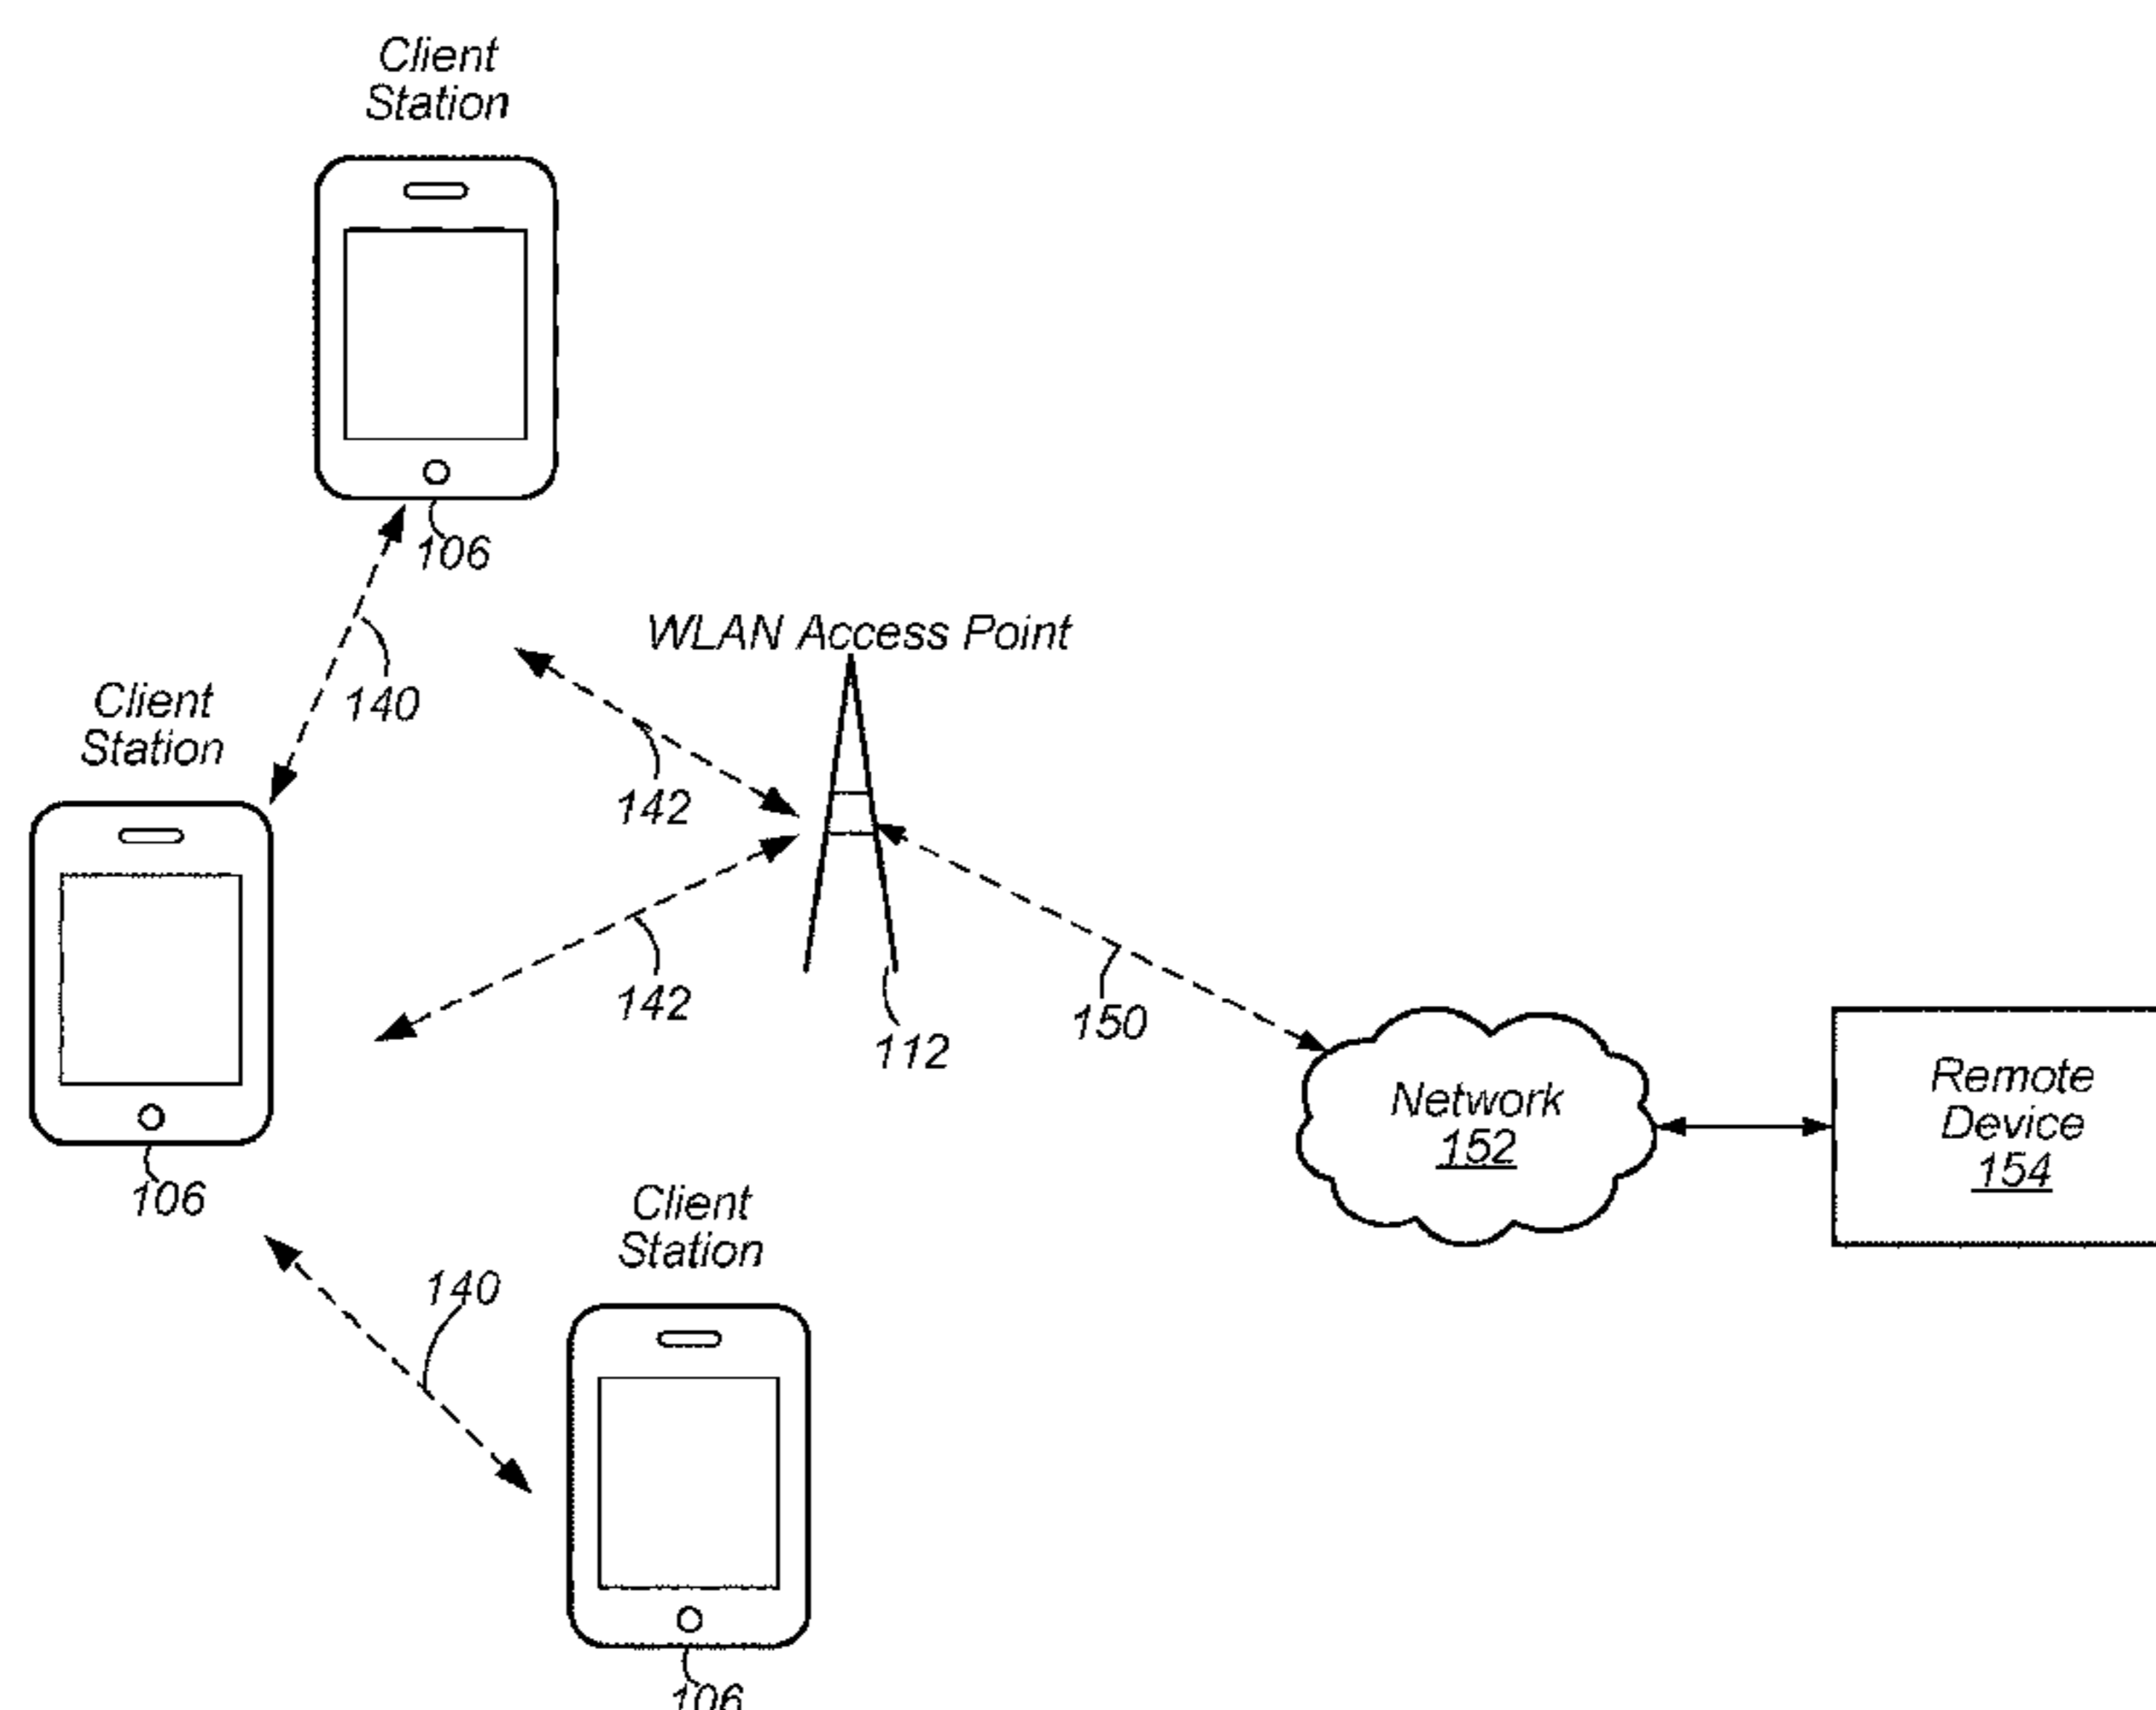 Client
Station
106
140
WLAN Access Point
142
Client
Station
142
112
150
106
Network
152
Remote
Device
154
Client
Station
140
106